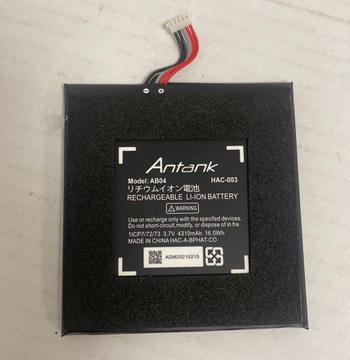 Antank
Model: AB04 HAC-003
リチウムイオン電池
RECHARGEABLE LI-ION BATTERY
⚠WARNING
Use or recharge only with the specifed devices.
Do not short-circuit, modify, or dispose of in fire.
1ICP7/72/73 3.7V 4310mAh 16.0Wh
MADE IN CHINA HAC-A-BPHAT-CO
ADM20210215